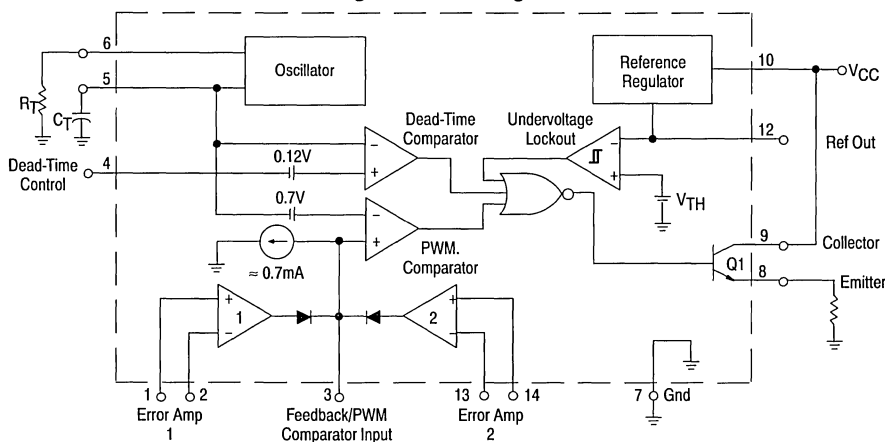 6
Oscillator
Reference
Regulator
10
VCC
5
RT
CT
12
Ref Out
Dead-Time
Comparator
Undervoltage
Lockout
−
+
−
+
Dead-Time
Control
4
0.12V
0.7V
VTH
−
+
PWM.
Comparator
≈ 0.7mA
9
Collector
Q1
8
Emitter
+
1
−
+
2
−
1
2
3
13
14
7
Gnd
Error Amp
1
Feedback/PWM
Comparator Input
Error Amp
2